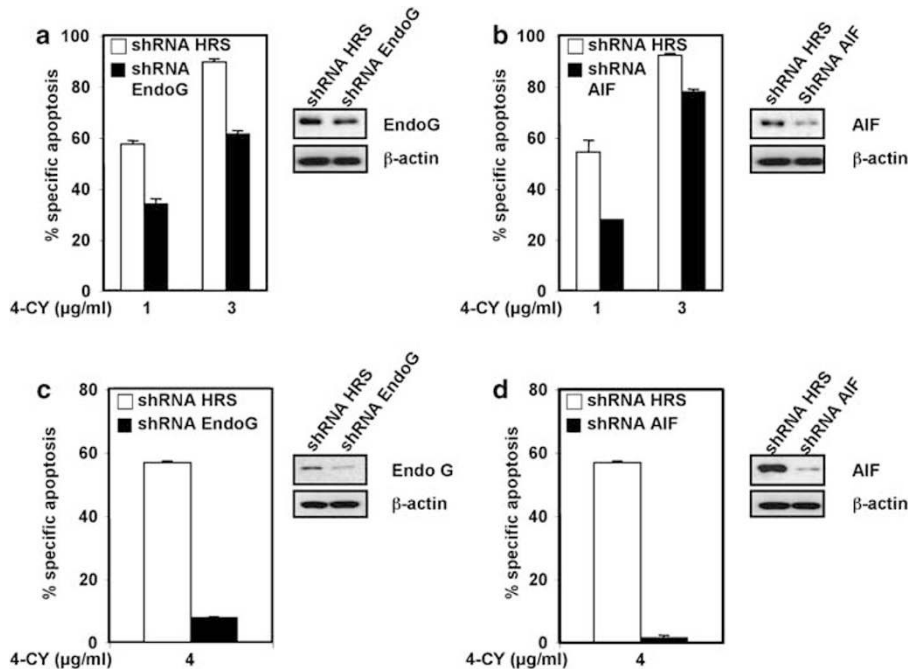 a
100
80
60
40
20
0
% specific apoptosis
shRNA HRS
shRNA
EndoG
4-CY (µg/ml)
1
3
shRNA HRS
shRNA EndoG
EndoG
β-actin
b
100
80
60
40
20
0
% specific apoptosis
shRNA HRS
shRNA
AIF
4-CY (µg/ml)
1
3
shRNA HRS
ShRNA AIF
AIF
β-actin
c
80
60
40
20
0
% specific apoptosis
shRNA HRS
shRNA EndoG
4-CY (µg/ml)
4
shRNA HRS
shRNA EndoG
Endo G
β-actin
d
80
60
40
20
0
% specific apoptosis
shRNA HRS
shRNA AIF
4-CY (µg/ml)
4
shRNA HRS
shRNA AIF
AIF
β-actin